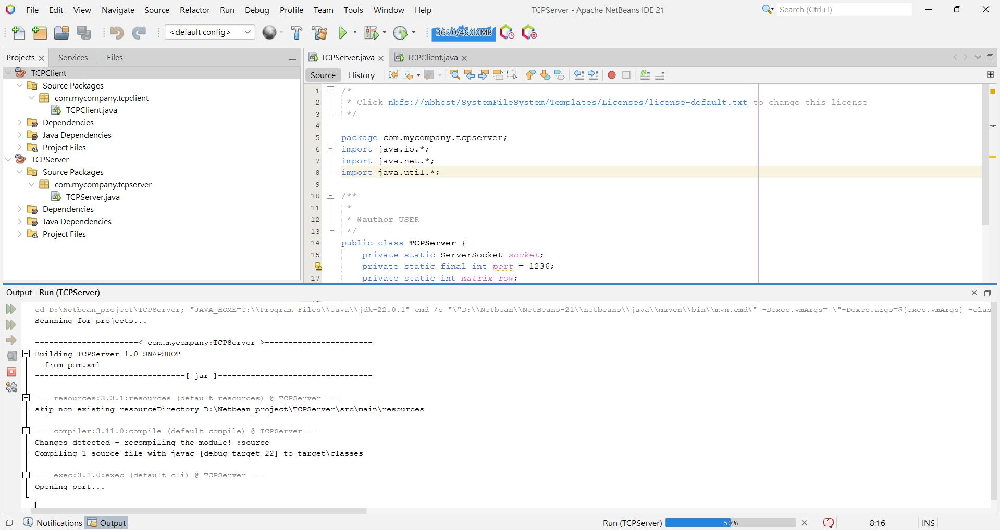 File Edit View Navigate Source Refactor Run Debug Profile Team Tools Window Help
TCPServer - Apache NetBeans IDE 21
Search (Ctrl+I)
<default config>
365.0/460.0MB
Projects Services Files
TCPClient
Source Packages
com.mycompany.tcpclient
TCPClient.java
Dependencies
Java Dependencies
Project Files
TCPServer
Source Packages
com.mycompany.tcpserver
TCPServer.java
Dependencies
Java Dependencies
Project Files
TCPServer.java TCPClient.java
Source History
1 /*
2 * Click nbfs://nbhost/SystemFileSystem/Templates/Licenses/license-default.txt to change this license
3 */
4
5 package com.mycompany.tcpserver;
6 import java.io.*;
7 import java.net.*;
8 import java.util.*;
9
10 /**
11 *
12 * @author USER
13 */
14 public class TCPServer {
15 private static ServerSocket socket;
private static final int port = 1236;
17 private static int matrix_row;
Output - Run (TCPServer)
cd D:\Netbean_project\TCPServer; "JAVA_HOME=C:\\Program Files\\Java\\jdk-22.0.1" cmd /c "\"D:\\Netbean\\NetBeans-21\\netbeans\\java\\maven\\bin\\mvn.cmd\" -Dexec.vmArgs= \"-Dexec.args=${exec.vmArgs} -clas
Scanning for projects...
----------------------< com.mycompany:TCPServer >-----------------------
Building TCPServer 1.0-SNAPSHOT
from pom.xml
--------------------------------[ jar ]---------------------------------
--- resources:3.3.1:resources (default-resources) @ TCPServer ---
skip non existing resourceDirectory D:\Netbean_project\TCPServer\src\main\resources
--- compiler:3.11.0:compile (default-compile) @ TCPServer ---
Changes detected - recompiling the module! :source
Compiling 1 source file with javac [debug target 22] to target\classes
--- exec:3.1.0:exec (default-cli) @ TCPServer ---
Opening port...
Notifications Output
Run (TCPServer) 50% 1 8:16 INS